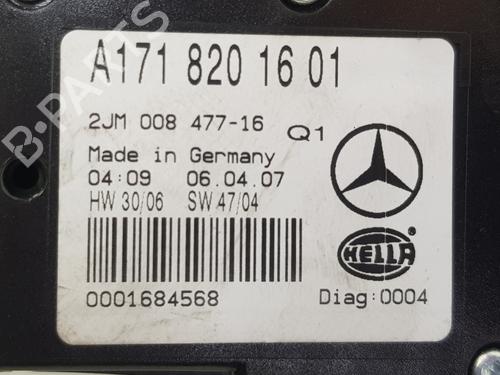 A171 820 16 01
2JM 008 477-16 Q1
Made in Germany
04:09 06.04.07
HW 30/06 SW 47/04
HELLA
0001684568 Diag:0004
B-PARTS